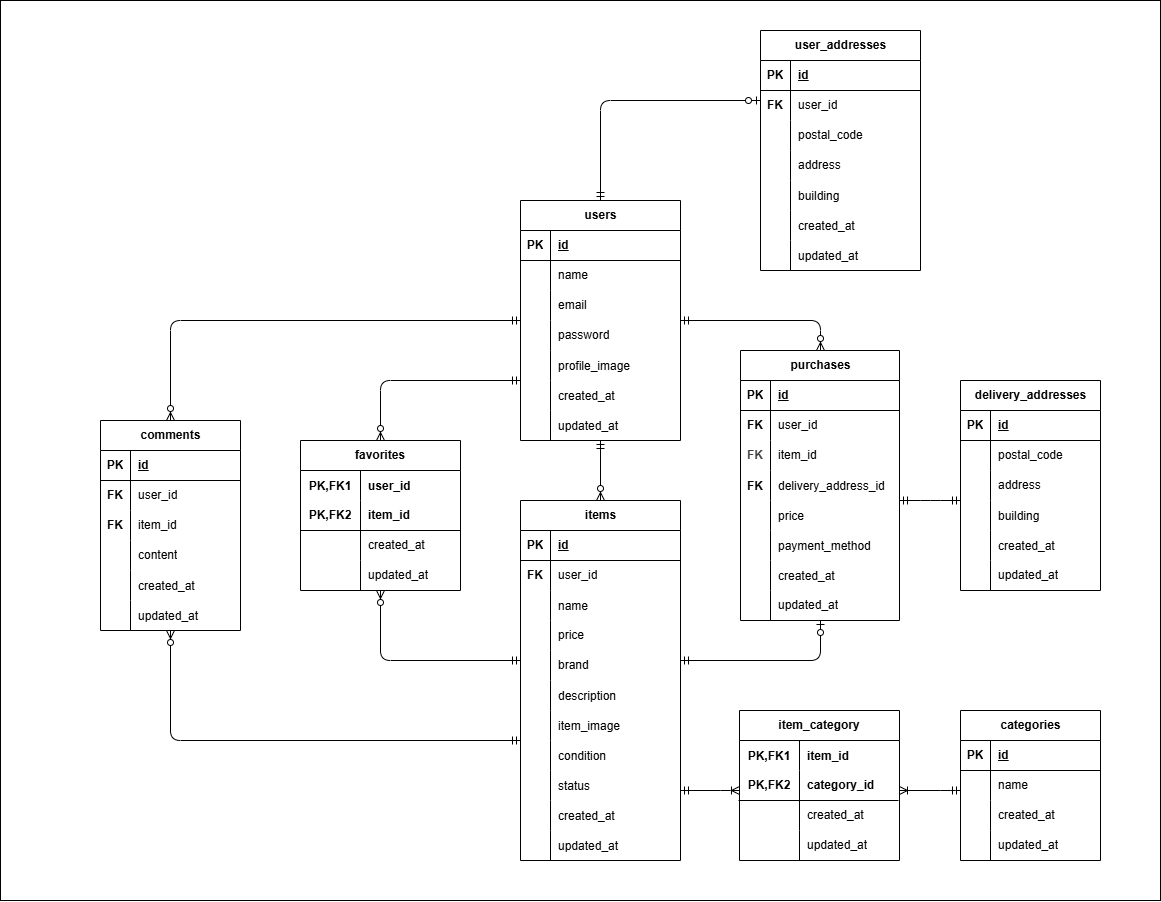 user_addresses
PK id
FK user_id
postal_code
address
building
created_at
updated_at
users
PK id
name
email
password
profile_image
created_at
updated_at
purchases
PK id
FK user_id
FK item_id
FK delivery_address_id
price
payment_method
created_at
updated_at
delivery_addresses
PK id
postal_code
address
building
created_at
updated_at
comments
PK id
FK user_id
FK item_id
content
created_at
updated_at
favorites
PK,FK1 user_id
PK,FK2 item_id
created_at
updated_at
items
PK id
FK user_id
name
price
brand
description
item_image
condition
status
created_at
updated_at
item_category
PK,FK1 item_id
PK,FK2 category_id
created_at
updated_at
categories
PK id
name
created_at
updated_at